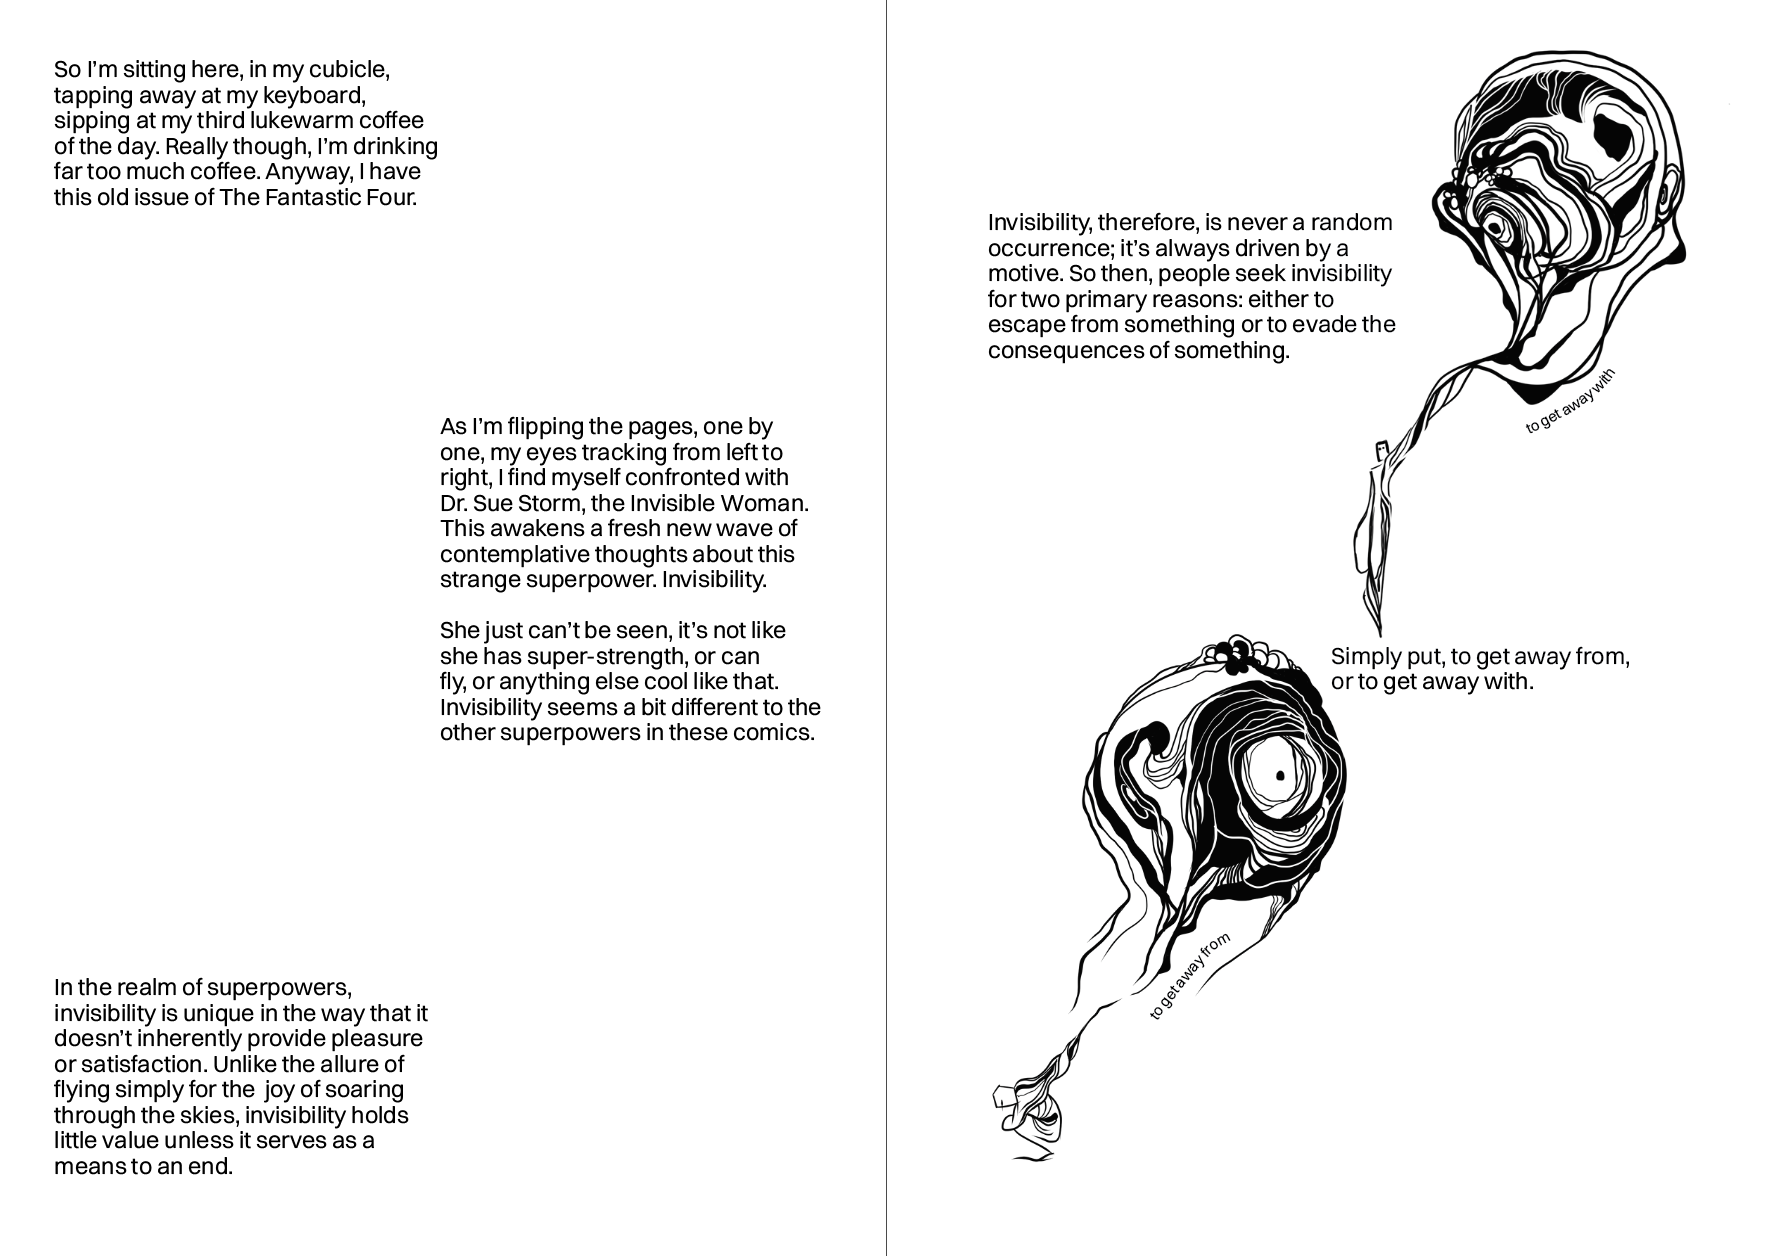 So I’m sitting here, in my cubicle,
tapping away at my keyboard,
sipping at my third lukewarm coffee
of the day. Really though, I’m drinking
far too much coffee. Anyway, I have
this old issue of The Fantastic Four.
As I’m flipping the pages, one by
one, my eyes tracking from left to
right, I find myself confronted with
Dr. Sue Storm, the Invisible Woman.
This awakens a fresh new wave of
contemplative thoughts about this
strange superpower. Invisibility.
She just can’t be seen, it’s not like
she has super-strength, or can
fly, or anything else cool like that.
Invisibility seems a bit different to the
other superpowers in these comics.
In the realm of superpowers,
invisibility is unique in the way that it
doesn’t inherently provide pleasure
or satisfaction. Unlike the allure of
flying simply for the  joy of soaring
through the skies, invisibility holds
little value unless it serves as a
means to an end.
Invisibility, therefore, is never a random
occurrence; it’s always driven by a
motive. So then, people seek invisibility
for two primary reasons: either to
escape from something or to evade the
consequences of something.
to get away with
Simply put, to get away from,
or to get away with.
to get away from